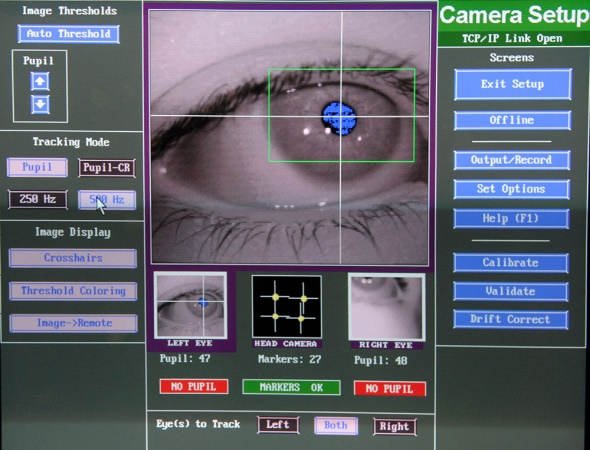 Image Thresholds
Auto Threshold
Pupil
Tracking Mode
Pupil
Pupil-CR
250 Hz
500 Hz
Image Display
Crosshairs
Threshold Coloring
Image->Remote
LEFT EYE
HEAD CAMERA
RIGHT EYE
Pupil: 47
Markers: 27
Pupil: 48
NO PUPIL
MARKERS OK
NO PUPIL
Eye(s) to Track
Left
Both
Right
Camera Setup
TCP/IP Link Open
Screens
Exit Setup
Offline
Output/Record
Set Options
Help (F1)
Calibrate
Validate
Drift Correct